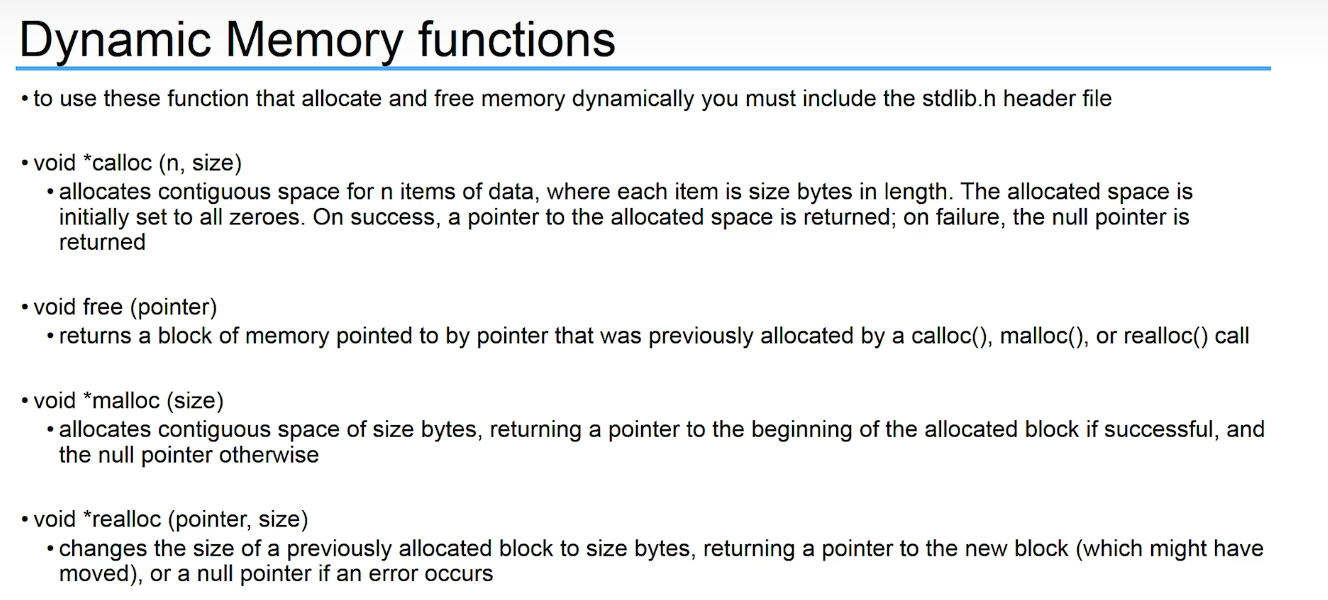 Dynamic Memory functions
• to use these function that allocate and free memory dynamically you must include the stdlib.h header file
• void *calloc (n, size)
• allocates contiguous space for n items of data, where each item is size bytes in length. The allocated space is
initially set to all zeroes. On success, a pointer to the allocated space is returned; on failure, the null pointer is
returned
• void free (pointer)
• returns a block of memory pointed to by pointer that was previously allocated by a calloc(), malloc(), or realloc() call
• void *malloc (size)
• allocates contiguous space of size bytes, returning a pointer to the beginning of the allocated block if successful, and
the null pointer otherwise
• void *realloc (pointer, size)
• changes the size of a previously allocated block to size bytes, returning a pointer to the new block (which might have
moved), or a null pointer if an error occurs